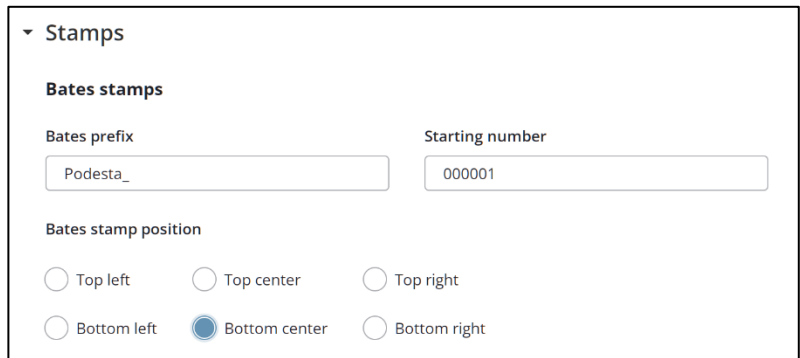 Stamps
Bates stamps
Bates prefix Starting number
Podesta_ 000001
Bates stamp position
Top left Top center Top right
Bottom left Bottom center Bottom right